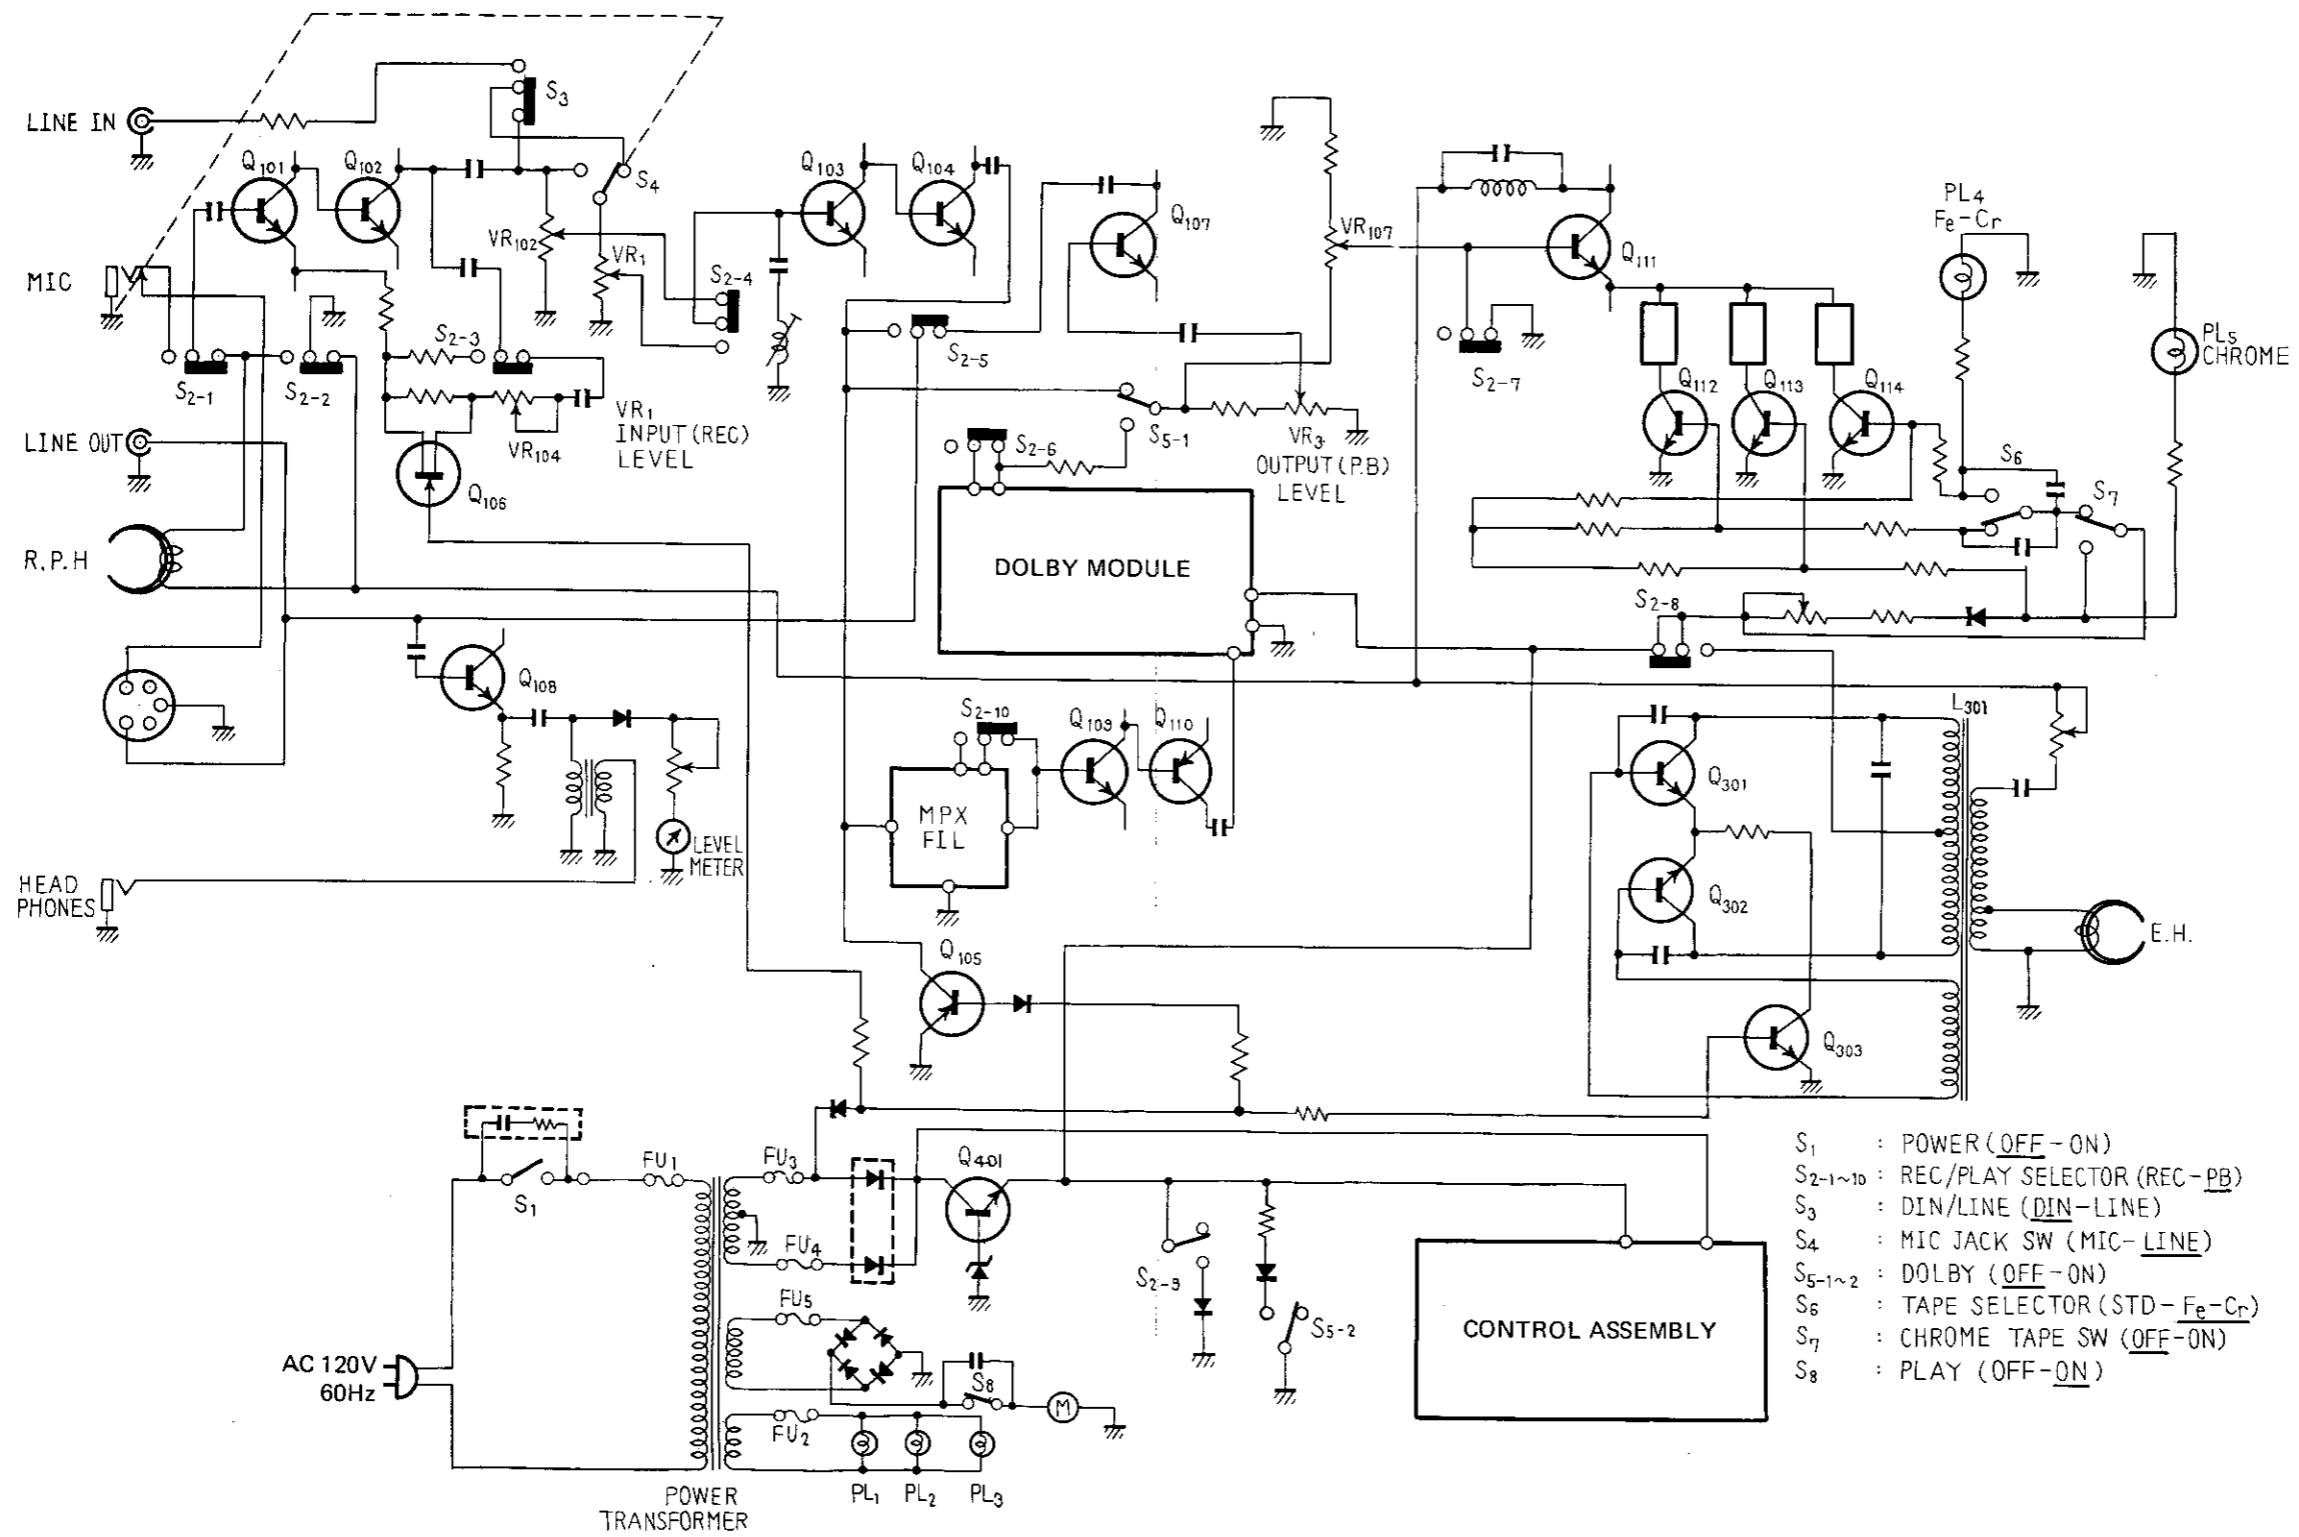 LINE IN
S3
Q101
Q102
S4
MIC
VR102
VR1
S2-4
Q103
Q104
Q107
VR107
Q111
PL4
Fe-Cr
PL5
CHROME
S2-1
S2-2
S2-3
S2-5
S2-7
Q112
Q113
Q114
VR1
INPUT (REC)
LEVEL
VR104
LINE OUT
Q106
S2-6
S5-1
VR3
OUTPUT (P.B)
LEVEL
S6
S7
R.P.H
DOLBY MODULE
S2-8
Q108
S2-10
Q109
Q110
L301
MPX
FIL
Q301
LEVEL
METER
HEAD
PHONES
Q302
E.H.
Q105
Q303
FU1
S1
FU3
Q401
FU4
FU5
S2-9
S5-2
CONTROL ASSEMBLY
AC 120V
60Hz
S8
M
FU2
PL1
PL2
PL3
POWER
TRANSFORMER
S1 : POWER (OFF-ON)
S2-1~10 : REC/PLAY SELECTOR (REC-PB)
S3 : DIN/LINE (DIN-LINE)
S4 : MIC JACK SW (MIC-LINE)
S5-1~2 : DOLBY (OFF-ON)
S6 : TAPE SELECTOR (STD-Fe-Cr)
S7 : CHROME TAPE SW (OFF-ON)
S8 : PLAY (OFF-ON)